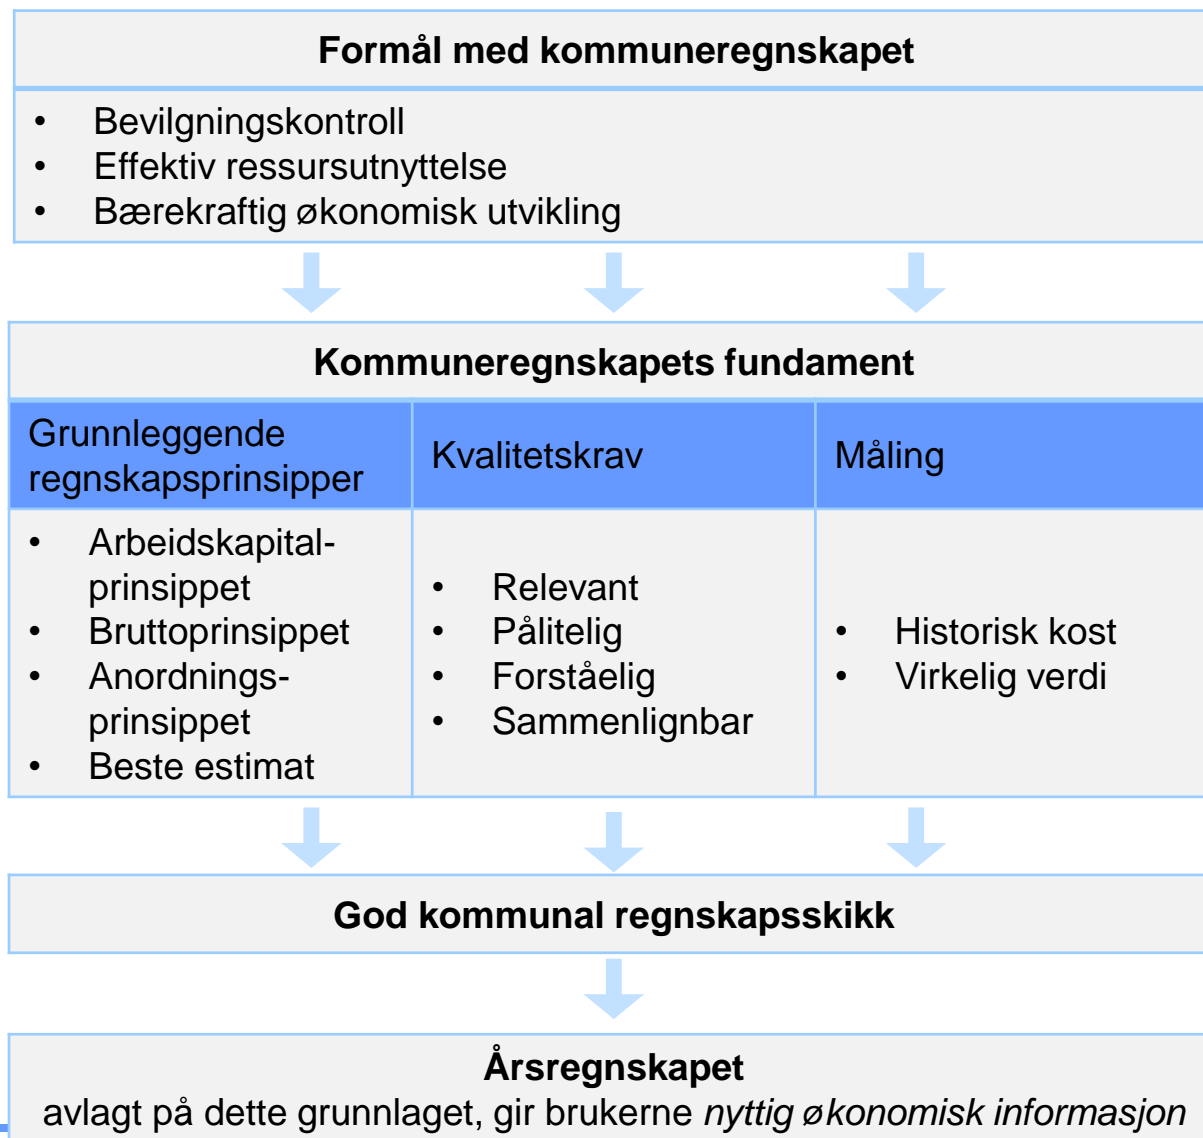 Formål med kommuneregnskapet
• Bevilgningskontroll
• Effektiv ressursutnyttelse
• Bærekraftig økonomisk utvikling
Kommuneregnskapets fundament
Grunnleggende
regnskapsprinsipper
Kvalitetskrav
Måling
• Arbeidskapital-
prinsippet
• Bruttoprinsippet
• Anordnings-
prinsippet
• Beste estimat
• Relevant
• Pålitelig
• Forståelig
• Sammenlignbar
• Historisk kost
• Virkelig verdi
God kommunal regnskapsskikk
Årsregnskapet
avlagt på dette grunnlaget, gir brukerne nyttig økonomisk informasjon